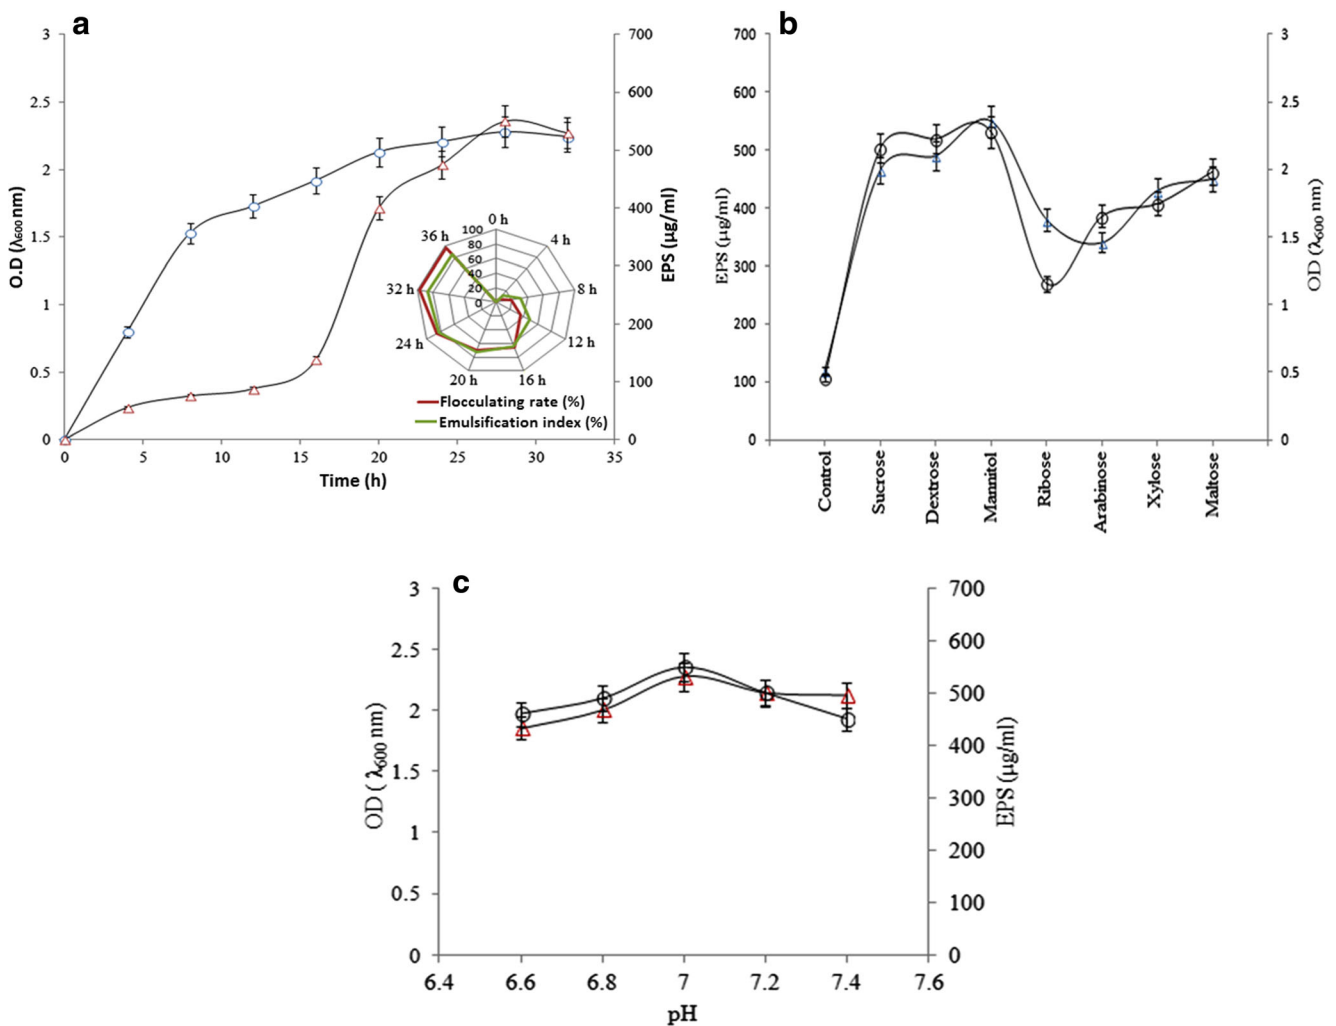 a
3
2.5
2
1.5
1
0.5
0
O.D (λ600 nm)
700
600
500
400
300
200
100
0
EPS (µg/ml)
0
5
10
15
20
25
30
35
Time (h)
0 h
4 h
8 h
12 h
16 h
20 h
24 h
32 h
36 h
100
80
60
40
20
0
Flocculating rate (%)
Emulsification index (%)
b
700
600
500
400
300
200
100
0
EPS (µg/ml)
3
2.5
2
1.5
1
0.5
0
OD (λ600 nm)
Control
Sucrose
Dextrose
Mannitol
Ribose
Arabinose
Xylose
Maltose
c
3
2.5
2
1.5
1
0.5
0
OD ( λ600 nm)
700
600
500
400
300
200
100
0
EPS (µg/ml)
6.4
6.6
6.8
7
7.2
7.4
7.6
pH